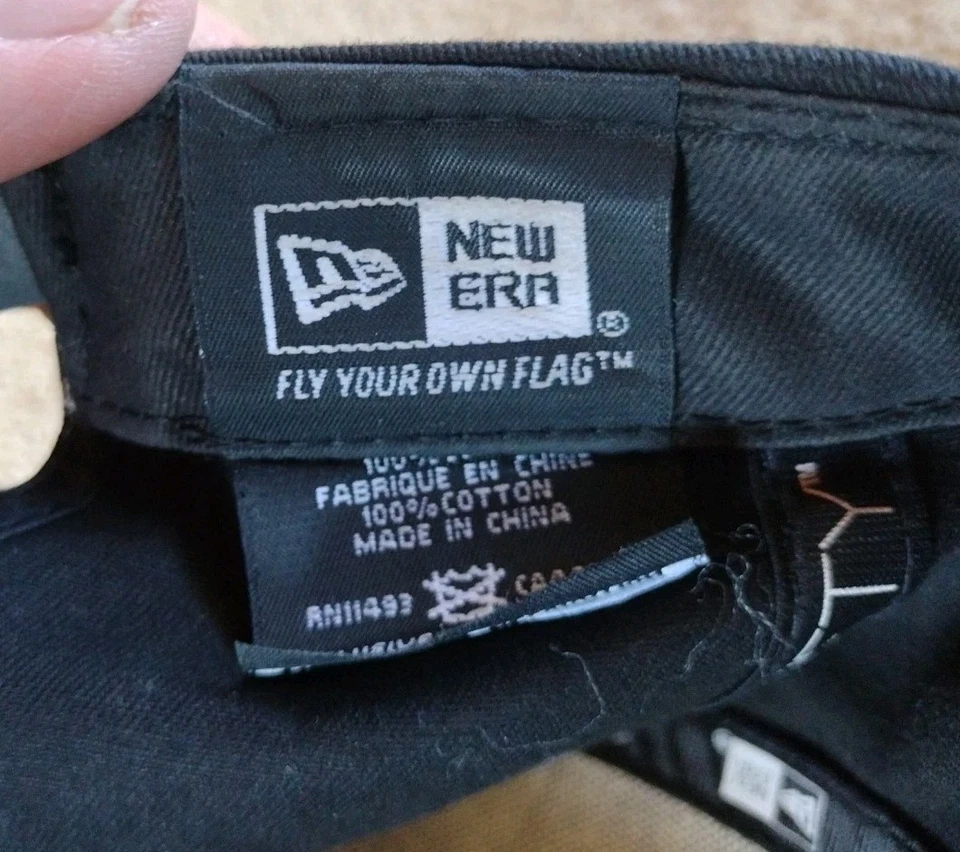 NEW
ERA
®
FLY YOUR OWN FLAG™
FABRIQUE EN CHINE
100% COTTON
MADE IN CHINA
RN11493